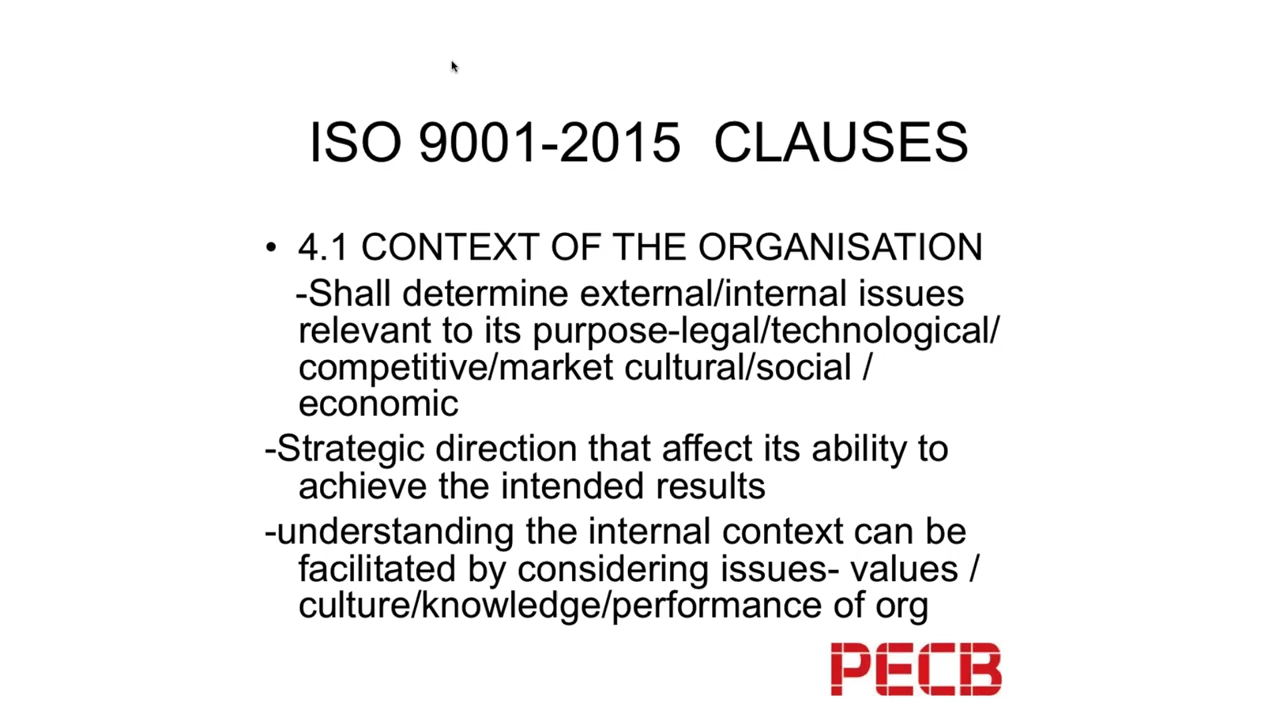 ISO 9001-2015 CLAUSES
• 4.1 CONTEXT OF THE ORGANISATION
-Shall determine external/internal issues
relevant to its purpose-legal/technological/
competitive/market cultural/social /
economic
-Strategic direction that affect its ability to
achieve the intended results
-understanding the internal context can be
facilitated by considering issues- values /
culture/knowledge/performance of org
PECB